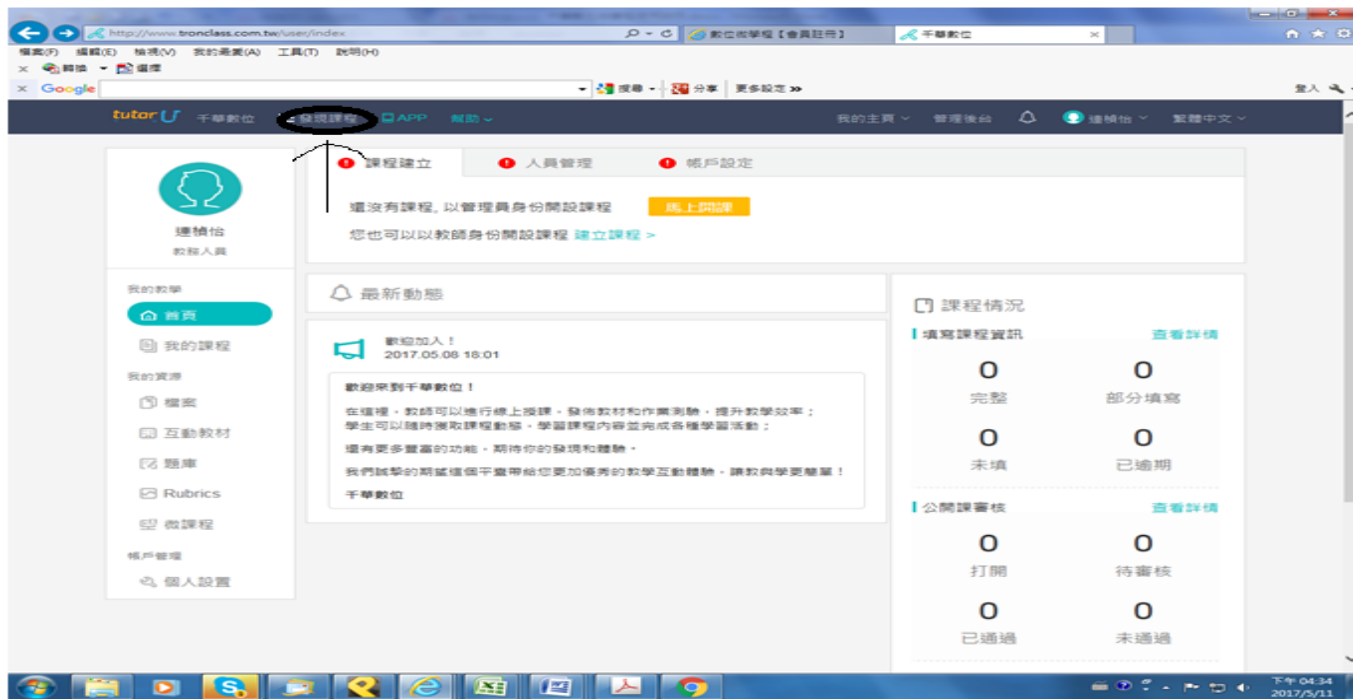 http://www.tronclass.com.tw/user/index
數位微學程【會員註冊】
千華數位
檔案(F) 編輯(E) 檢視(V) 我的最愛(A) 工具(T) 說明(H)
轉換 選擇
Google 搜尋 分享 更多設定 » 登入
tutor U 千華數位 發現課程 APP 幫助 我的主頁 管理後台 連楨怡 繁體中文
課程建立 人員管理 帳戶設定
還沒有課程, 以管理員身份開設課程 馬上開課
您也可以以教師身份開設課程 建立課程 >
連楨怡
教務人員
我的教學
首頁
我的課程
我的資源
檔案
互動教材
題庫
Rubrics
微課程
帳戶管理
個人設置
最新動態
歡迎加入！
2017.05.08 18:01
歡迎來到千華數位！
在這裡，教師可以進行線上授課，發佈教材和作業測驗，提升教學效率；
學生可以隨時獲取課程動態，學習課程內容並完成各種學習活動；
還有更多豐富的功能，期待你的發現和體驗。
我們誠摯的期望這個平臺帶給您更加優秀的教學互動體驗，讓教與學更簡單！
千華數位
課程情況
填寫課程資訊 查看詳情
0 0
完整 部分填寫
0 0
未填 已逾期
公開課審核 查看詳情
0 0
打開 待審核
0 0
已通過 未通過
下午 04:34
2017/5/11